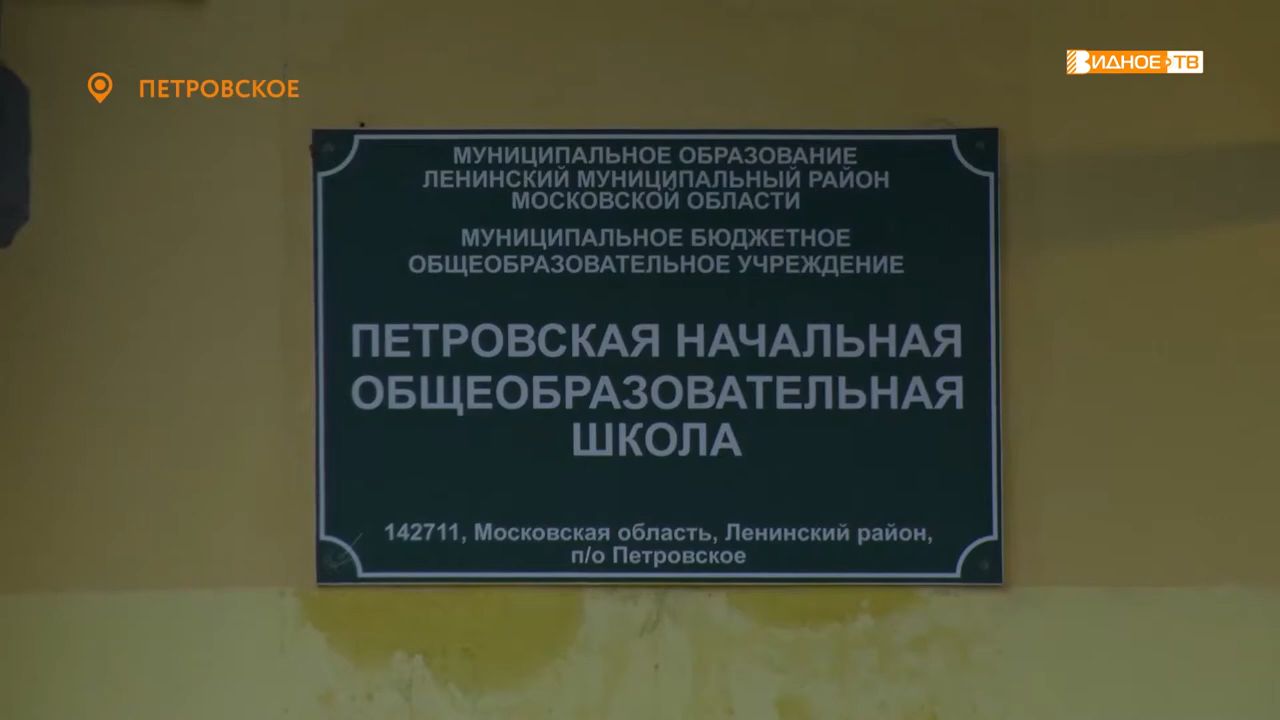 ПЕТРОВСКОЕ
ВИДНОЕ ТВ
МУНИЦИПАЛЬНОЕ ОБРАЗОВАНИЕ
ЛЕНИНСКИЙ МУНИЦИПАЛЬНЫЙ РАЙОН
МОСКОВСКОЙ ОБЛАСТИ
МУНИЦИПАЛЬНОЕ БЮДЖЕТНОЕ
ОБЩЕОБРАЗОВАТЕЛЬНОЕ УЧРЕЖДЕНИЕ
ПЕТРОВСКАЯ НАЧАЛЬНАЯ
ОБЩЕОБРАЗОВАТЕЛЬНАЯ
ШКОЛА
142711, Московская область, Ленинский район,
п/о Петровское